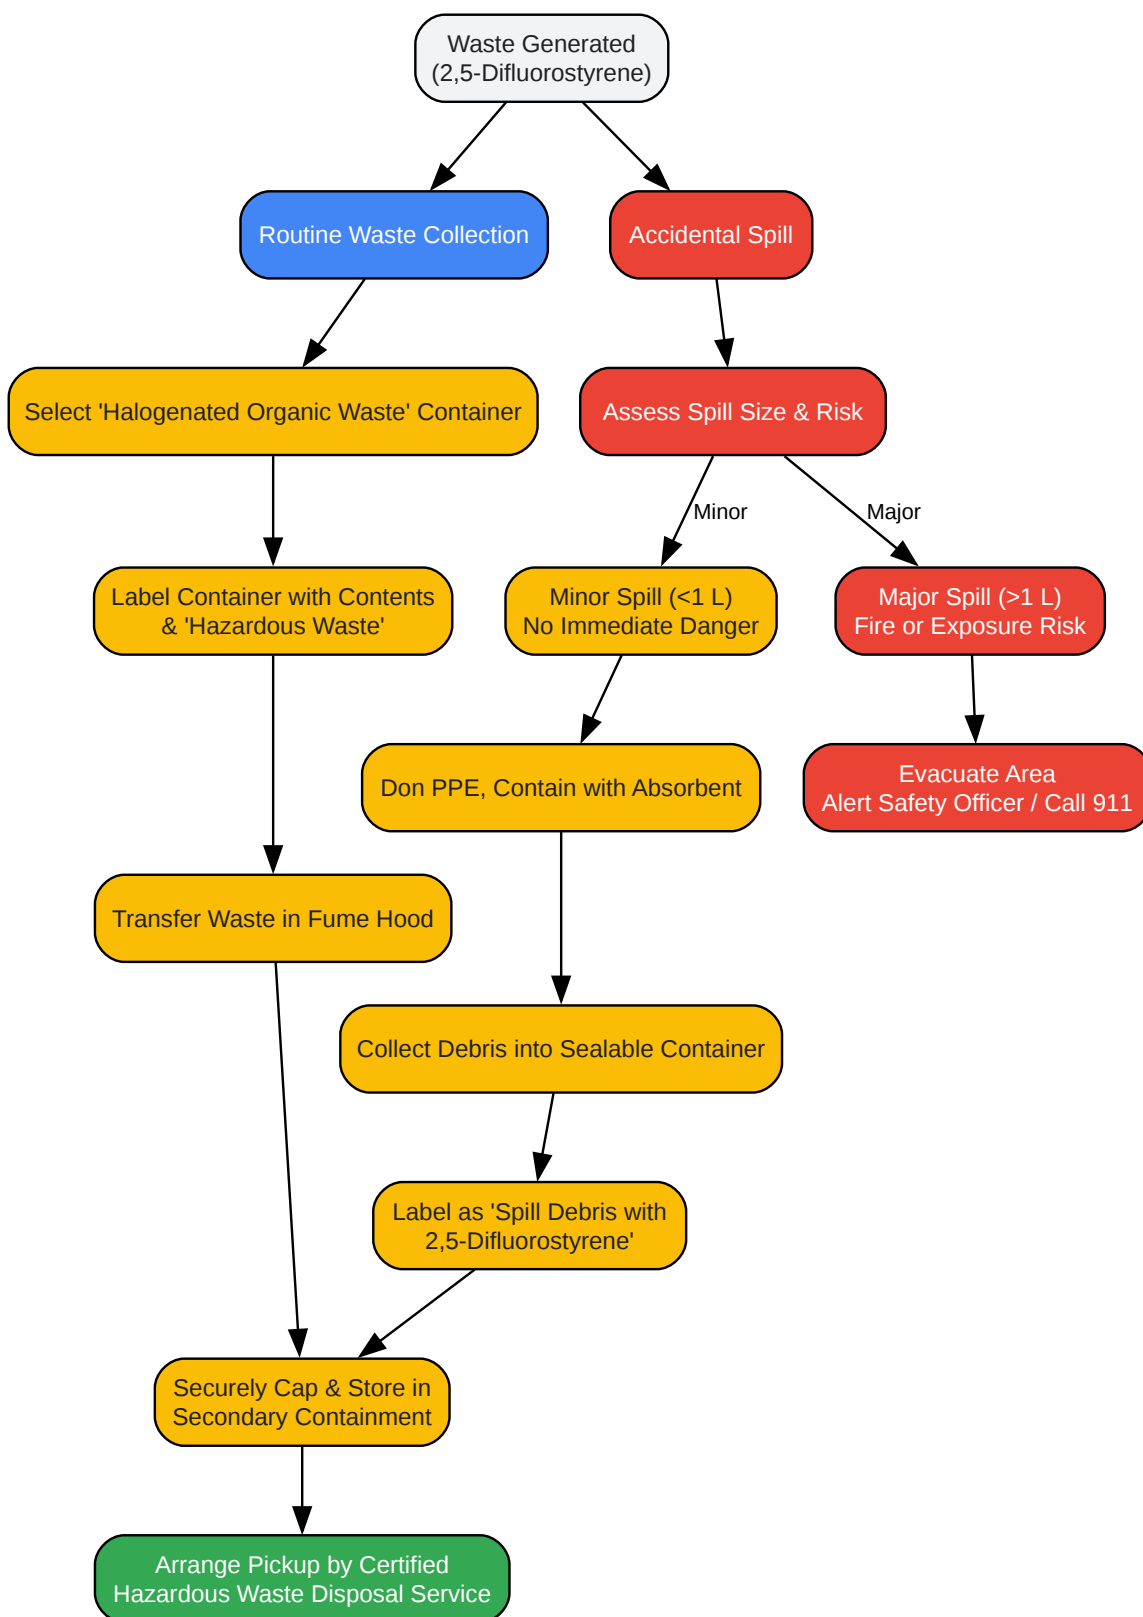 Waste Generated
(2,5-Difluorostyrene)
Routine Waste Collection
Accidental Spill
Select 'Halogenated Organic Waste' Container
Assess Spill Size & Risk
Minor
Major
Label Container with Contents
& 'Hazardous Waste'
Minor Spill (<1 L)
No Immediate Danger
Major Spill (>1 L)
Fire or Exposure Risk
Don PPE, Contain with Absorbent
Evacuate Area
Alert Safety Officer / Call 911
Transfer Waste in Fume Hood
Collect Debris into Sealable Container
Label as 'Spill Debris with
2,5-Difluorostyrene'
Securely Cap & Store in
Secondary Containment
Arrange Pickup by Certified
Hazardous Waste Disposal Service